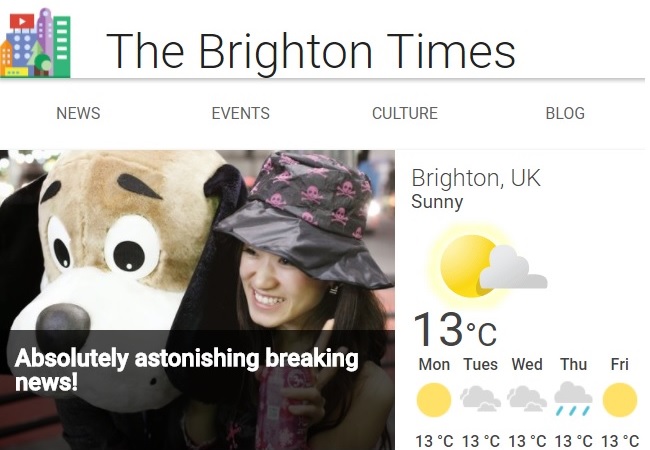 The Brighton Times
NEWS EVENTS CULTURE BLOG
Absolutely astonishing breaking
news!
Brighton, UK
Sunny
13°C
Mon Tues Wed Thu Fri
13 °C 13 °C 13 °C 13 °C 13 °C